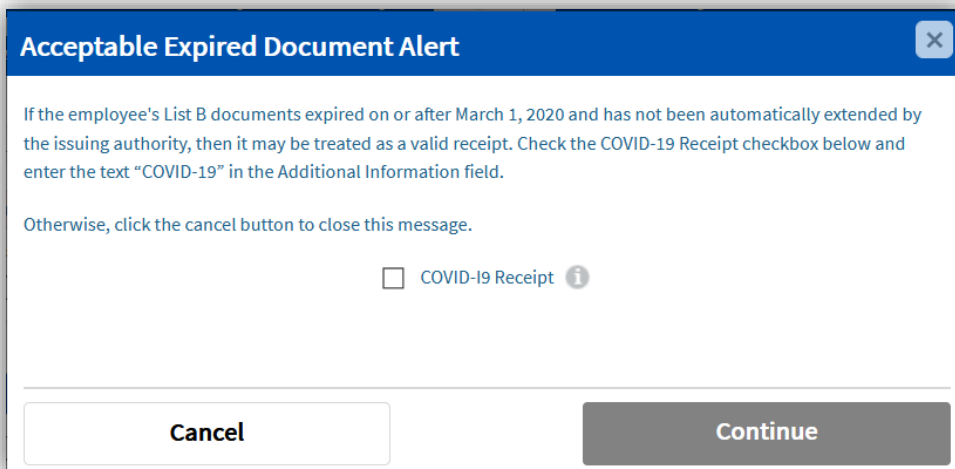 Acceptable Expired Document Alert
If the employee's List B documents expired on or after March 1, 2020 and has not been automatically extended by
the issuing authority, then it may be treated as a valid receipt. Check the COVID-19 Receipt checkbox below and
enter the text “COVID-19” in the Additional Information field.
Otherwise, click the cancel button to close this message.
COVID-I9 Receipt
Cancel
Continue